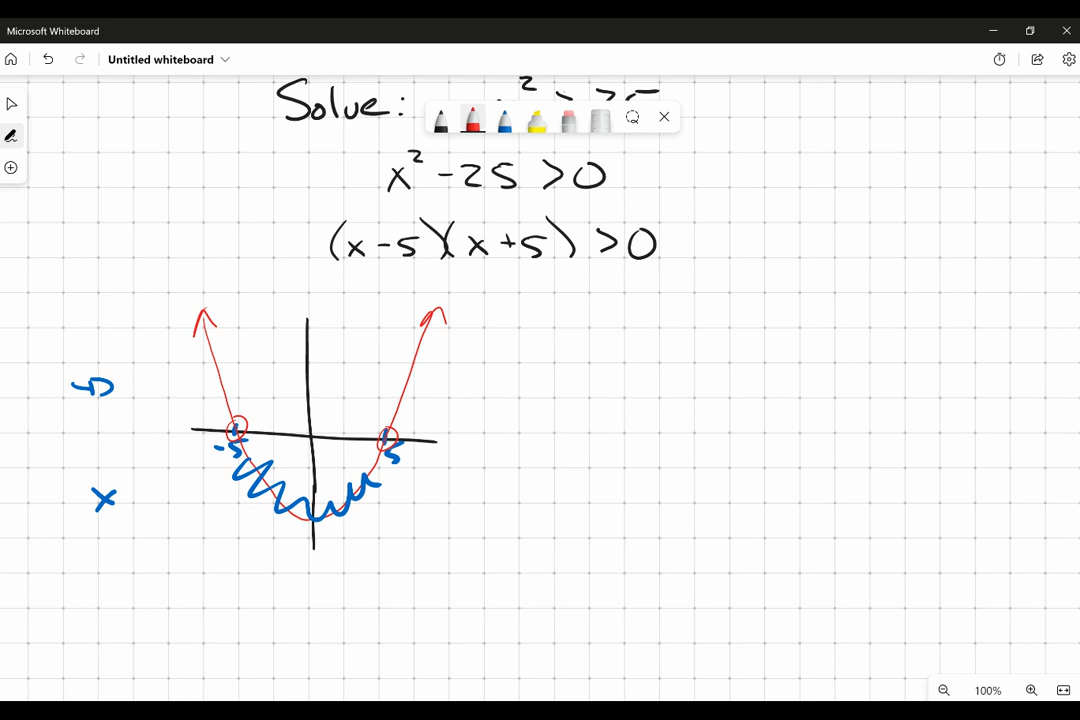 Microsoft Whiteboard
Untitled whiteboard
Solve:
x² - 25 > 0
(x - 5)(x + 5) > 0
-5
5
x
100%